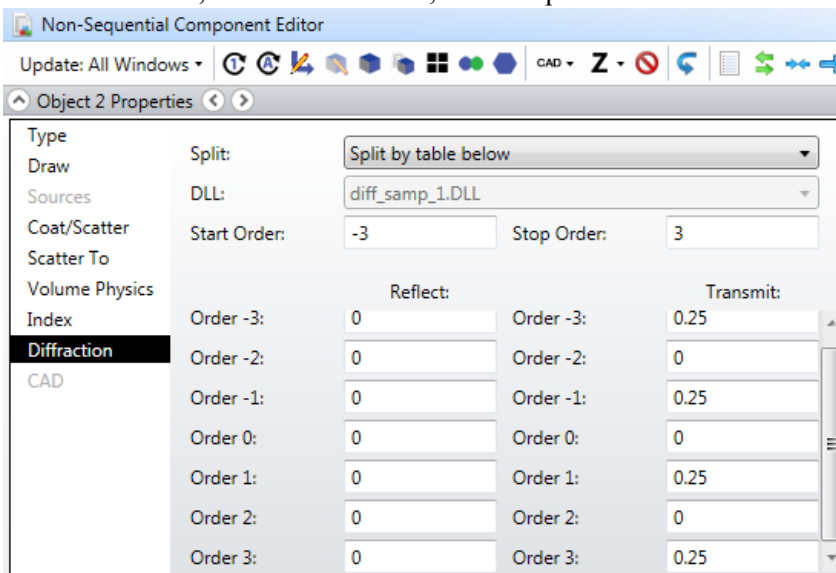 Non-Sequential Component Editor
Update: All Windows CAD Z
Object 2 Properties
Type
Split: Split by table below
Draw
Sources
DLL: diff_samp_1.DLL
Coat/Scatter
Start Order: -3 Stop Order: 3
Scatter To
Volume Physics
Reflect: Transmit:
Index
Order -3: 0 Order -3: 0.25
Diffraction
Order -2: 0 Order -2: 0
CAD
Order -1: 0 Order -1: 0.25
Order 0: 0 Order 0: 0
Order 1: 0 Order 1: 0.25
Order 2: 0 Order 2: 0
Order 3: 0 Order 3: 0.25